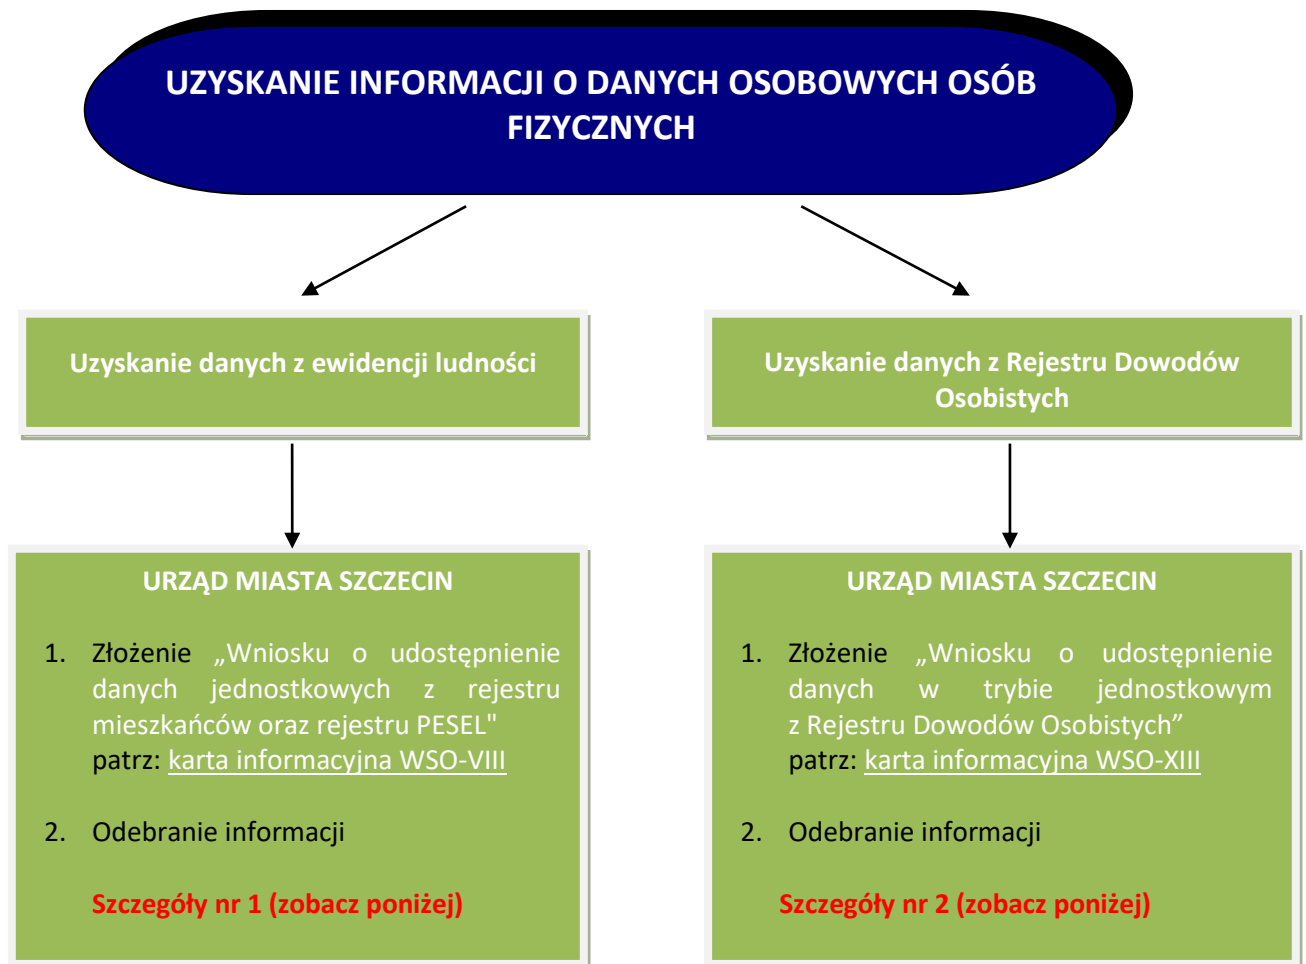 UZYSKANIE INFORMACJI O DANYCH OSOBOWYCH OSÓB
FIZYCZNYCH
Uzyskanie danych z ewidencji ludności
Uzyskanie danych z Rejestru Dowodów
Osobistych
URZĄD MIASTA SZCZECIN
1. Złożenie „Wniosku o udostępnienie
danych jednostkowych z rejestru
mieszkańców oraz rejestru PESEL"
patrz: karta informacyjna WSO-VIII
2. Odebranie informacji
Szczegóły nr 1 (zobacz poniżej)
URZĄD MIASTA SZCZECIN
1. Złożenie „Wniosku o udostępnienie
danych w trybie jednostkowym
z Rejestru Dowodów Osobistych”
patrz: karta informacyjna WSO-XIII
2. Odebranie informacji
Szczegóły nr 2 (zobacz poniżej)